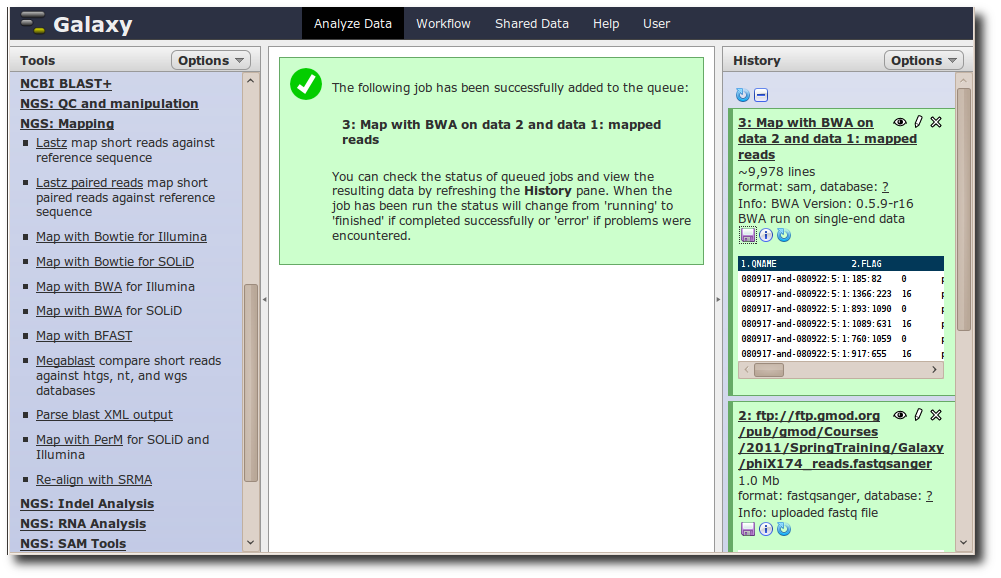 Galaxy
Analyze Data
Workflow
Shared Data
Help
User
Tools
Options
NCBI BLAST+
NGS: QC and manipulation
NGS: Mapping
Lastz map short reads against
reference sequence
Lastz paired reads map short
paired reads against reference
sequence
Map with Bowtie for Illumina
Map with Bowtie for SOLiD
Map with BWA for Illumina
Map with BWA for SOLiD
Map with BFAST
Megablast compare short reads
against htgs, nt, and wgs
databases
Parse blast XML output
Map with PerM for SOLiD and
Illumina
Re-align with SRMA
NGS: Indel Analysis
NGS: RNA Analysis
NGS: SAM Tools
The following job has been successfully added to the queue:
3: Map with BWA on data 2 and data 1: mapped
reads
You can check the status of queued jobs and view the
resulting data by refreshing the History pane. When the
job has been run the status will change from 'running' to
'finished' if completed successfully or 'error' if problems were
encountered.
History
Options
3: Map with BWA on
data 2 and data 1: mapped
reads
~9,978 lines
format: sam, database: ?
Info: BWA Version: 0.5.9-r16
BWA run on single-end data
1.QNAME 2.FLAG
080917-and-080922:5:1:185:82 0
080917-and-080922:5:1:1366:223 16
080917-and-080922:5:1:893:1090 0
080917-and-080922:5:1:1089:631 16
080917-and-080922:5:1:760:1059 0
080917-and-080922:5:1:917:655 16
2: ftp://ftp.gmod.org
/pub/gmod/Courses
/2011/SpringTraining/Galaxy
/phiX174_reads.fastqsanger
1.0 Mb
format: fastqsanger, database: ?
Info: uploaded fastq file